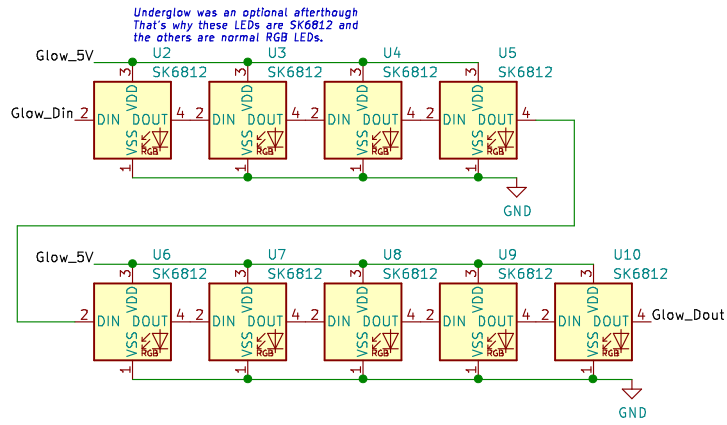 Underglow was an optional afterthough
That's why these LEDs are SK6812 and
the others are normal RGB LEDs.
Glow_5V
U2
U3
U4
U5
SK6812
SK6812
SK6812
SK6812
3
3
3
3
VDD
VDD
VDD
VDD
Glow_Din
2
DIN
DOUT
4
2
DIN
DOUT
4
2
DIN
DOUT
4
2
DIN
DOUT
4
VSS
VSS
VSS
VSS
RGB
RGB
RGB
RGB
1
1
1
1
GND
Glow_5V
U6
U7
U8
U9
U10
SK6812
SK6812
SK6812
SK6812
SK6812
3
3
3
3
3
VDD
VDD
VDD
VDD
VDD
2
DIN
DOUT
4
2
DIN
DOUT
4
2
DIN
DOUT
4
2
DIN
DOUT
4
2
DIN
DOUT
4
Glow_Dout
VSS
VSS
VSS
VSS
VSS
RGB
RGB
RGB
RGB
RGB
1
1
1
1
1
GND